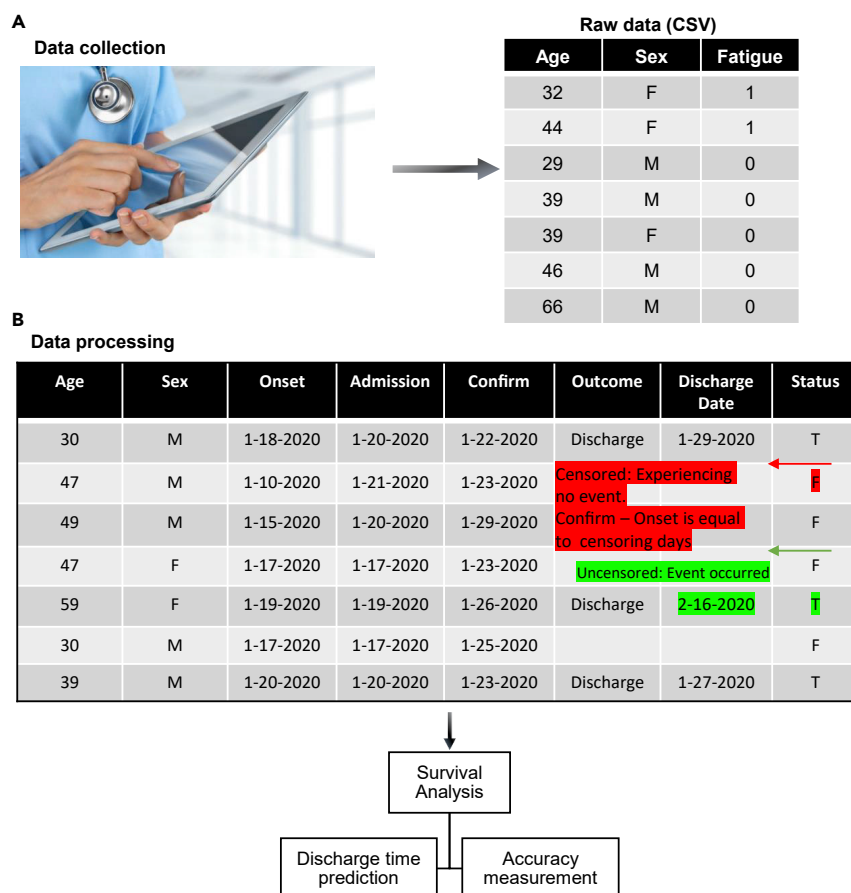 A
Data collection
Raw data (CSV)
Age Sex Fatigue
32 F 1
44 F 1
29 M 0
39 M 0
39 F 0
46 M 0
66 M 0
B
Data processing
Age Sex Onset Admission Confirm Outcome Discharge Date Status
30 M 1-18-2020 1-20-2020 1-22-2020 Discharge 1-29-2020 T
47 M 1-10-2020 1-21-2020 1-23-2020 Censored: Experiencing no event. F
49 M 1-15-2020 1-20-2020 1-29-2020 Confirm – Onset is equal to censoring days F
47 F 1-17-2020 1-17-2020 1-23-2020 Uncensored: Event occurred F
59 F 1-19-2020 1-19-2020 1-26-2020 Discharge 2-16-2020 T
30 M 1-17-2020 1-17-2020 1-25-2020 F
39 M 1-20-2020 1-20-2020 1-23-2020 Discharge 1-27-2020 T
Survival
Analysis
Discharge time
prediction
Accuracy
measurement